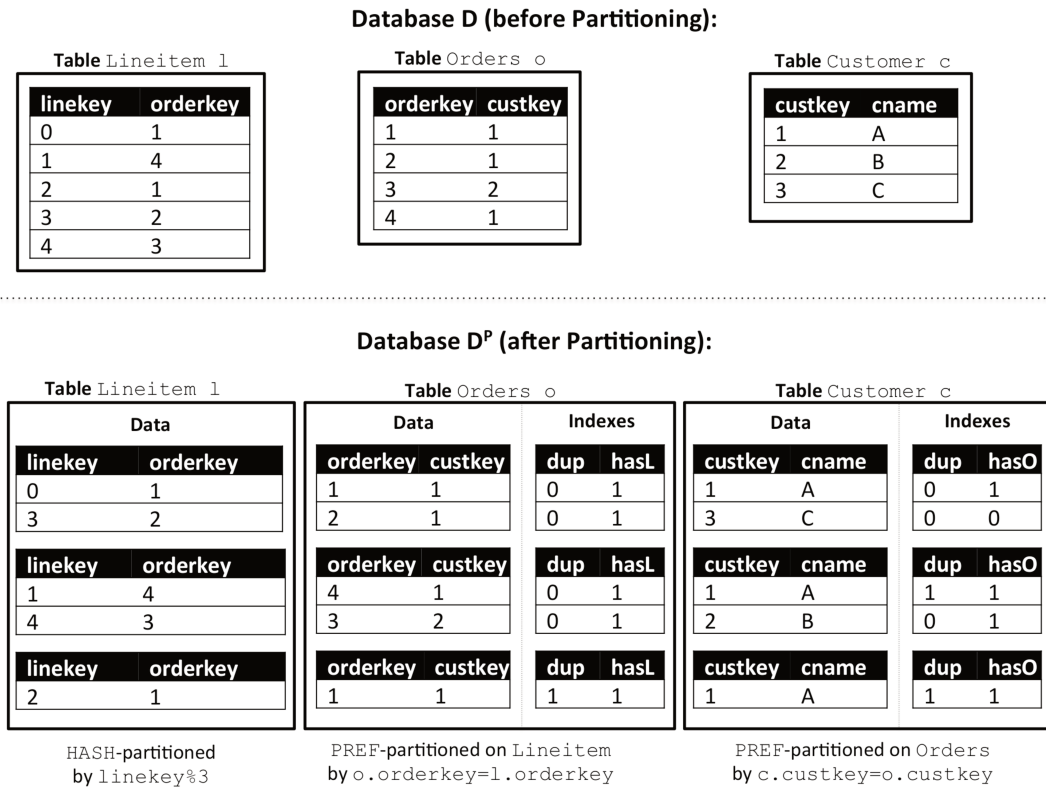 Database D (before Partitioning):
Table Lineitem l
linekey orderkey
0 1
1 4
2 1
3 2
4 3
Table Orders o
orderkey custkey
1 1
2 1
3 2
4 1
Table Customer c
custkey cname
1 A
2 B
3 C
Database Dᴾ (after Partitioning):
Table Lineitem l
Data
linekey orderkey
0 1
3 2
linekey orderkey
1 4
4 3
linekey orderkey
2 1
HASH-partitioned
by linekey%3
Table Orders o
Data Indexes
orderkey custkey dup hasL
1 1 0 1
2 1 0 1
orderkey custkey dup hasL
4 1 0 1
3 2 0 1
orderkey custkey dup hasL
1 1 1 1
PREF-partitioned on Lineitem
by o.orderkey=l.orderkey
Table Customer c
Data Indexes
custkey cname dup hasO
1 A 0 1
3 C 0 0
custkey cname dup hasO
1 A 1 1
2 B 0 1
custkey cname dup hasO
1 A 1 1
PREF-partitioned on Orders
by c.custkey=o.custkey